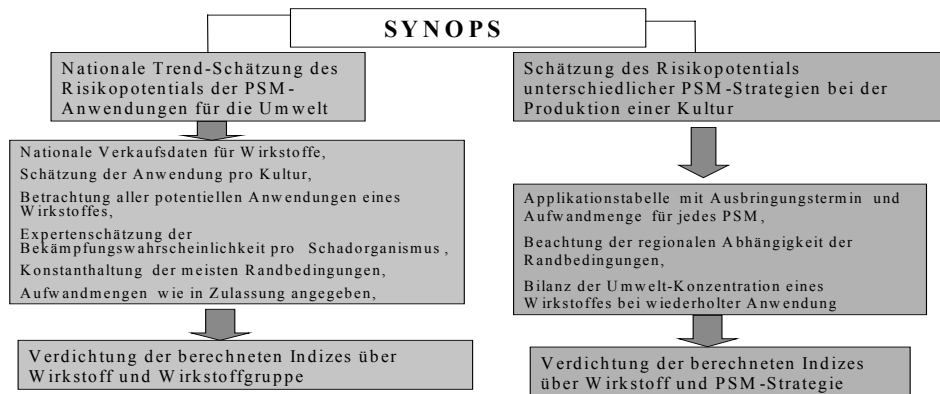 SYNOPS
Nationale Trend-Schätzung des
Risikopotentials der PSM-
Anwendungen für die Umwelt
Nationale Verkaufsdaten für Wirkstoffe,
Schätzung der Anwendung pro Kultur,
Betrachtung aller potentiellen Anwendungen eines
Wirkstoffes,
Expertenschätzung der
Bekämpfungswahrscheinlichkeit pro Schadorganismus,
Konstanthaltung der meisten Randbedingungen,
Aufwandmengen wie in Zulassung angegeben,
Verdichtung der berechneten Indizes über
Wirkstoff und Wirkstoffgruppe
Schätzung des Risikopotentials
unterschiedlicher PSM-Strategien bei der
Produktion einer Kultur
Applikationstabelle mit Ausbringungstermin und
Aufwandmenge für jedes PSM,
Beachtung der regionalen Abhängigkeit der
Randbedingungen,
Bilanz der Umwelt-Konzentration eines
Wirkstoffes bei wiederholter Anwendung
Verdichtung der berechneten Indizes
über Wirkstoff und PSM-Strategie